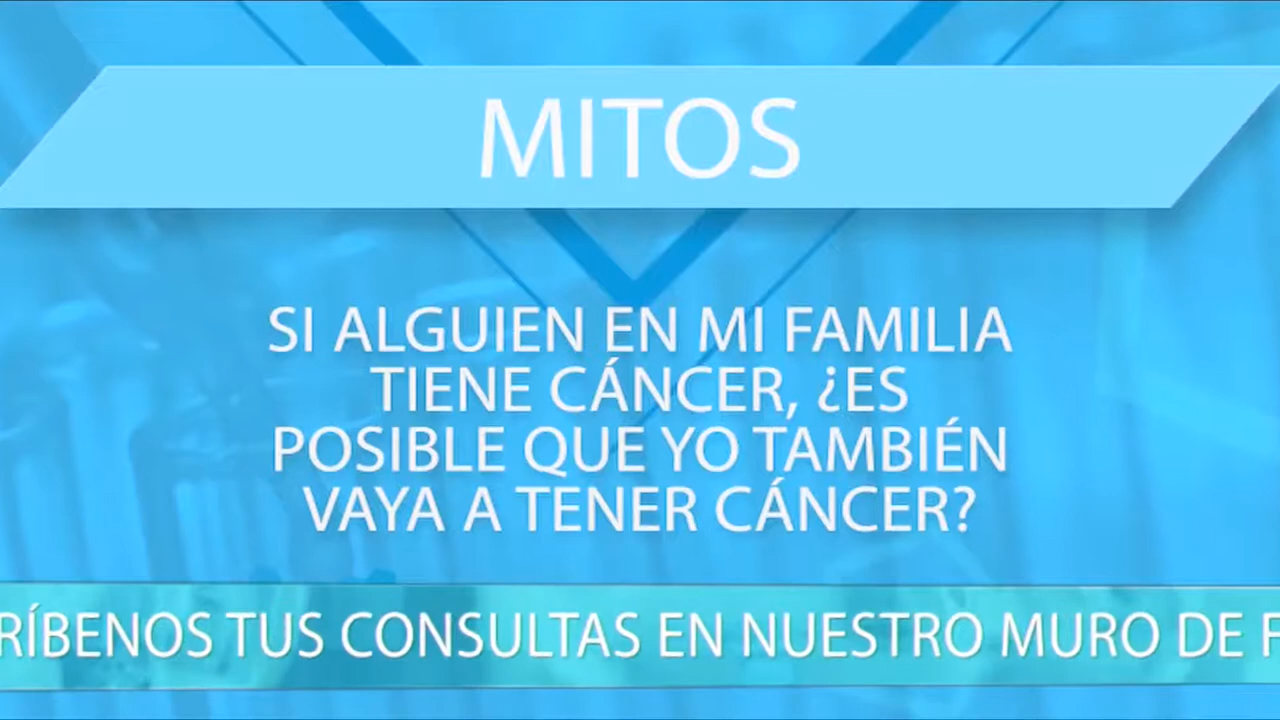 MITOS
SI ALGUIEN EN MI FAMILIA
TIENE CÁNCER, ¿ES
POSIBLE QUE YO TAMBIÉN
VAYA A TENER CÁNCER?
RÍBENOS TUS CONSULTAS EN NUESTRO MURO DE F